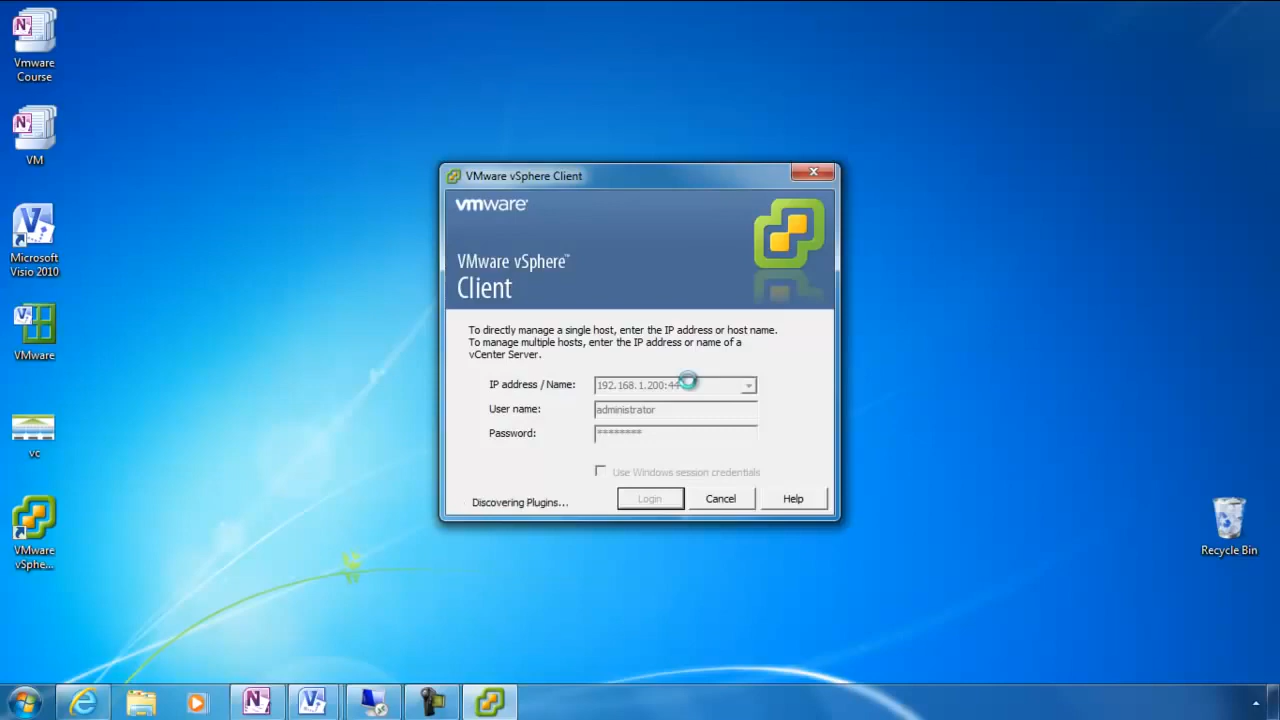 Vmware
Course
VM
Microsoft
Visio 2010
VMware
vc
VMware
vSphe...
VMware vSphere Client
vmware
VMware vSphere™
Client
To directly manage a single host, enter the IP address or host name.
To manage multiple hosts, enter the IP address or name of a
vCenter Server.
IP address / Name:
192.168.1.200:44
User name:
administrator
Password:
********
Use Windows session credentials
Discovering Plugins...
Login
Cancel
Help
Recycle Bin